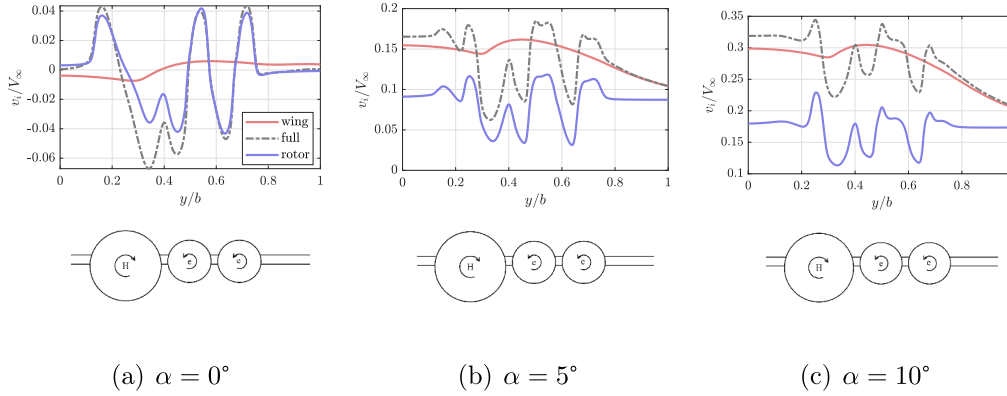 0.04
0.02
0
-0.02
-0.04
-0.06
v_i/V_∞
0 0.2 0.4 0.6 0.8 1
y/b
wing
full
rotor
0.2
0.15
0.1
0.05
0
v_i/V_∞
0 0.2 0.4 0.6 0.8 1
y/b
0.35
0.3
0.25
0.2
0.15
0.1
v_i/V_∞
0 0.2 0.4 0.6 0.8
y/b
H e e
H e e
H e e
(a) α = 0°
(b) α = 5°
(c) α = 10°